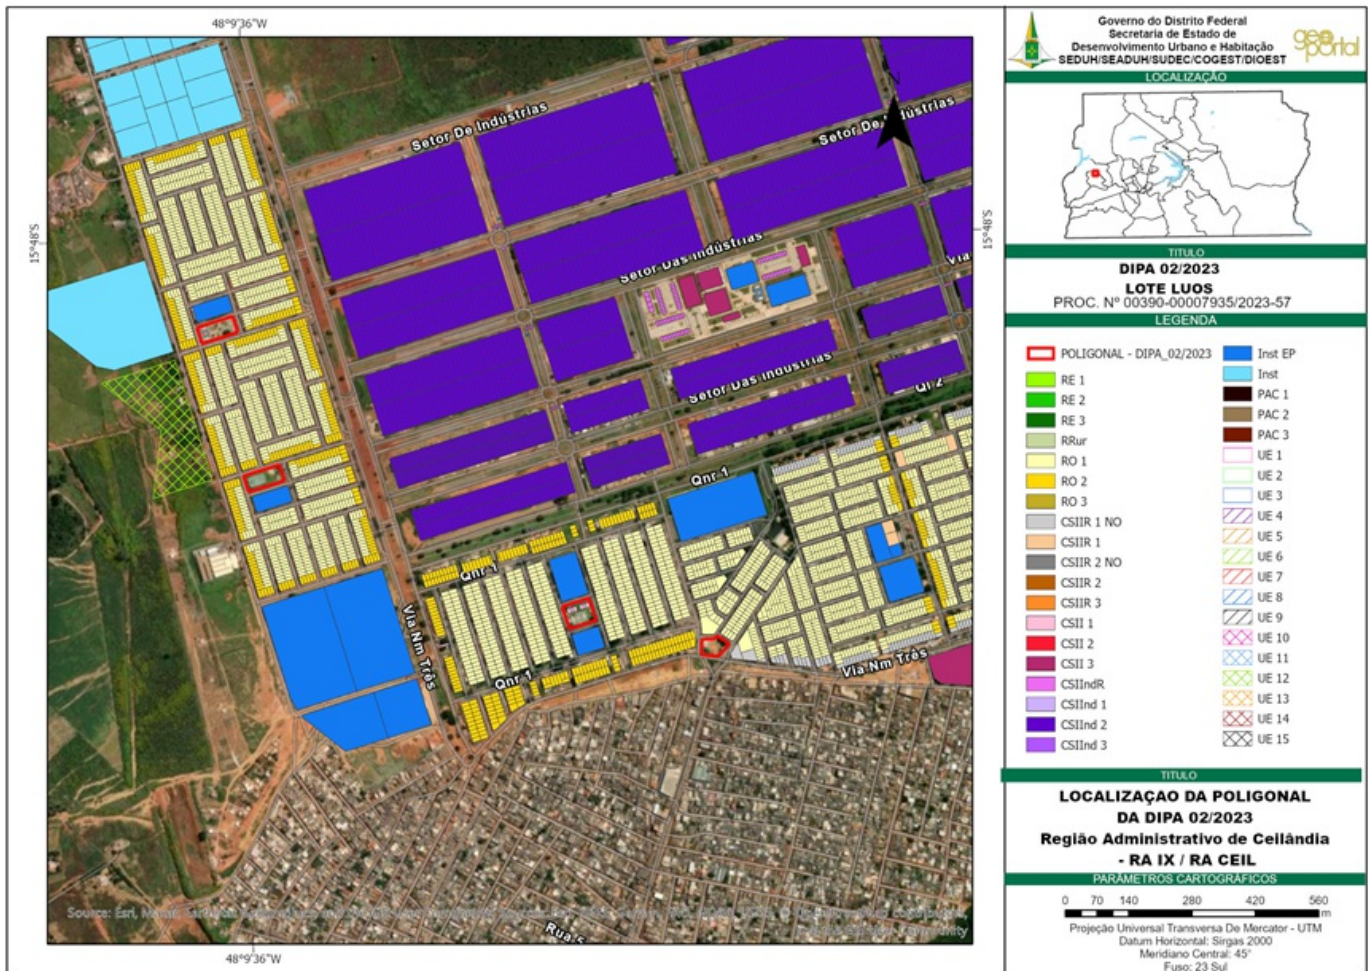 48°9'36"W
15°48'S
Setor De Indústrias
Setor De Indústrias
Setor Das Indústrias
Via
Setor Das Indústrias
QI 2
Qnr 1
Qnr 1
Via Nm Três
Qnr 1
Via Nm Três
Rua 5
Source: Esri,
Community
15°48'S
48°9'36"W
Governo do Distrito Federal
Secretaria de Estado de
Desenvolvimento Urbano e Habitação
SEDUH/SEADUH/SUDEC/COGEST/DIOEST
geo
portal
LOCALIZAÇÃO
TITULO
DIPA 02/2023
LOTE LUOS
PROC. Nº 00390-00007935/2023-57
LEGENDA
POLIGONAL - DIPA_02/2023
RE 1
RE 2
RE 3
RRur
RO 1
RO 2
RO 3
CSIIR 1 NO
CSIIR 1
CSIIR 2 NO
CSIIR 2
CSIIR 3
CSII 1
CSII 2
CSII 3
CSIIndR
CSIInd 1
CSIInd 2
CSIInd 3
Inst EP
Inst
PAC 1
PAC 2
PAC 3
UE 1
UE 2
UE 3
UE 4
UE 5
UE 6
UE 7
UE 8
UE 9
UE 10
UE 11
UE 12
UE 13
UE 14
UE 15
TITULO
LOCALIZAÇAO DA POLIGONAL
DA DIPA 02/2023
Região Administrativo de Ceilândia
- RA IX / RA CEIL
PARÂMETROS CARTOGRÁFICOS
0 70 140 280 420 560
m
Projeção Universal Transversa De Mercator - UTM
Datum Horizontal: Sirgas 2000
Meridiano Central: 45°
Fuso: 23 Sul